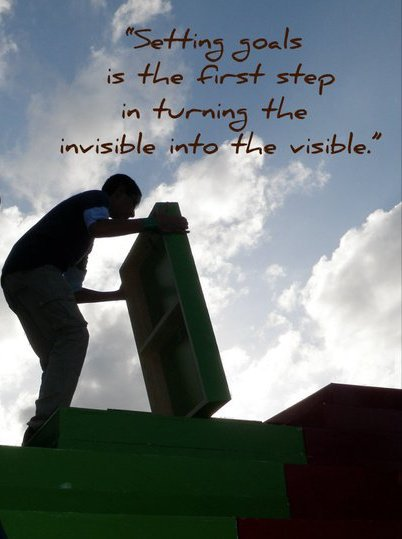 “Setting goals
is the first step
in turning the
invisible into the visible.”